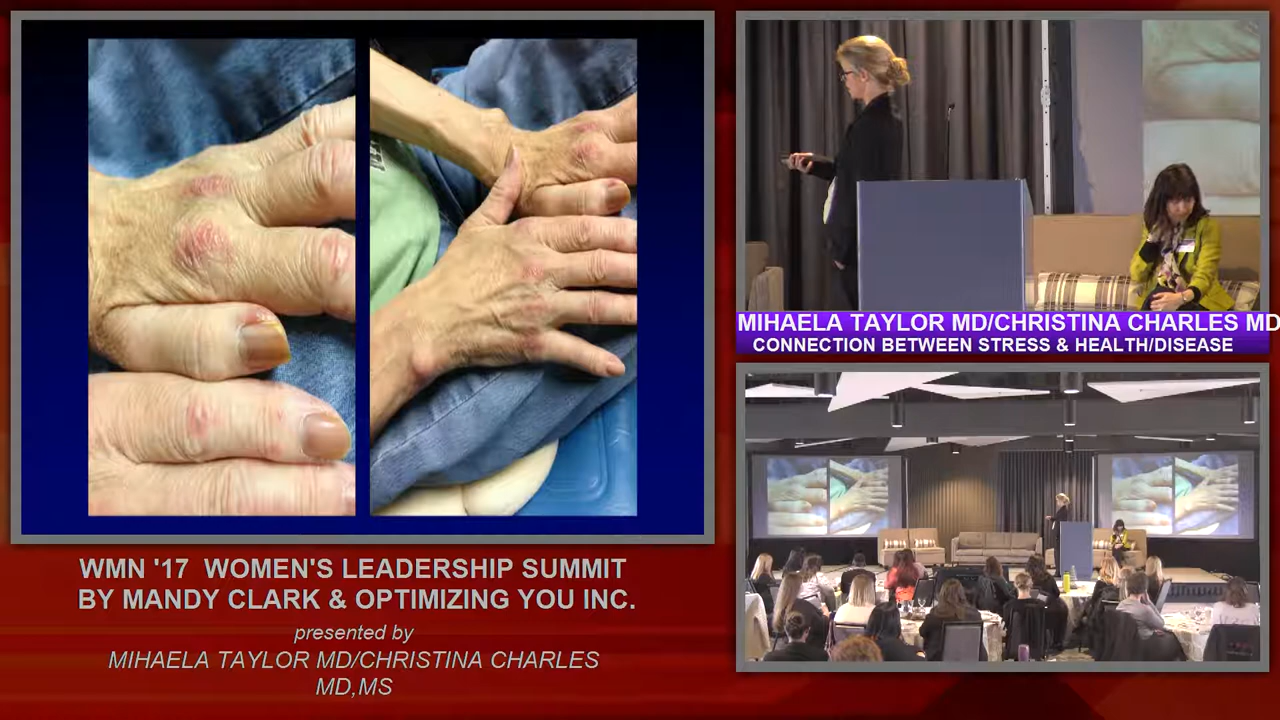 MIHAELA TAYLOR MD/CHRISTINA CHARLES MD
CONNECTION BETWEEN STRESS & HEALTH/DISEASE
WMN '17 WOMEN'S LEADERSHIP SUMMIT
BY MANDY CLARK & OPTIMIZING YOU INC.
presented by
MIHAELA TAYLOR MD/CHRISTINA CHARLES
MD,MS